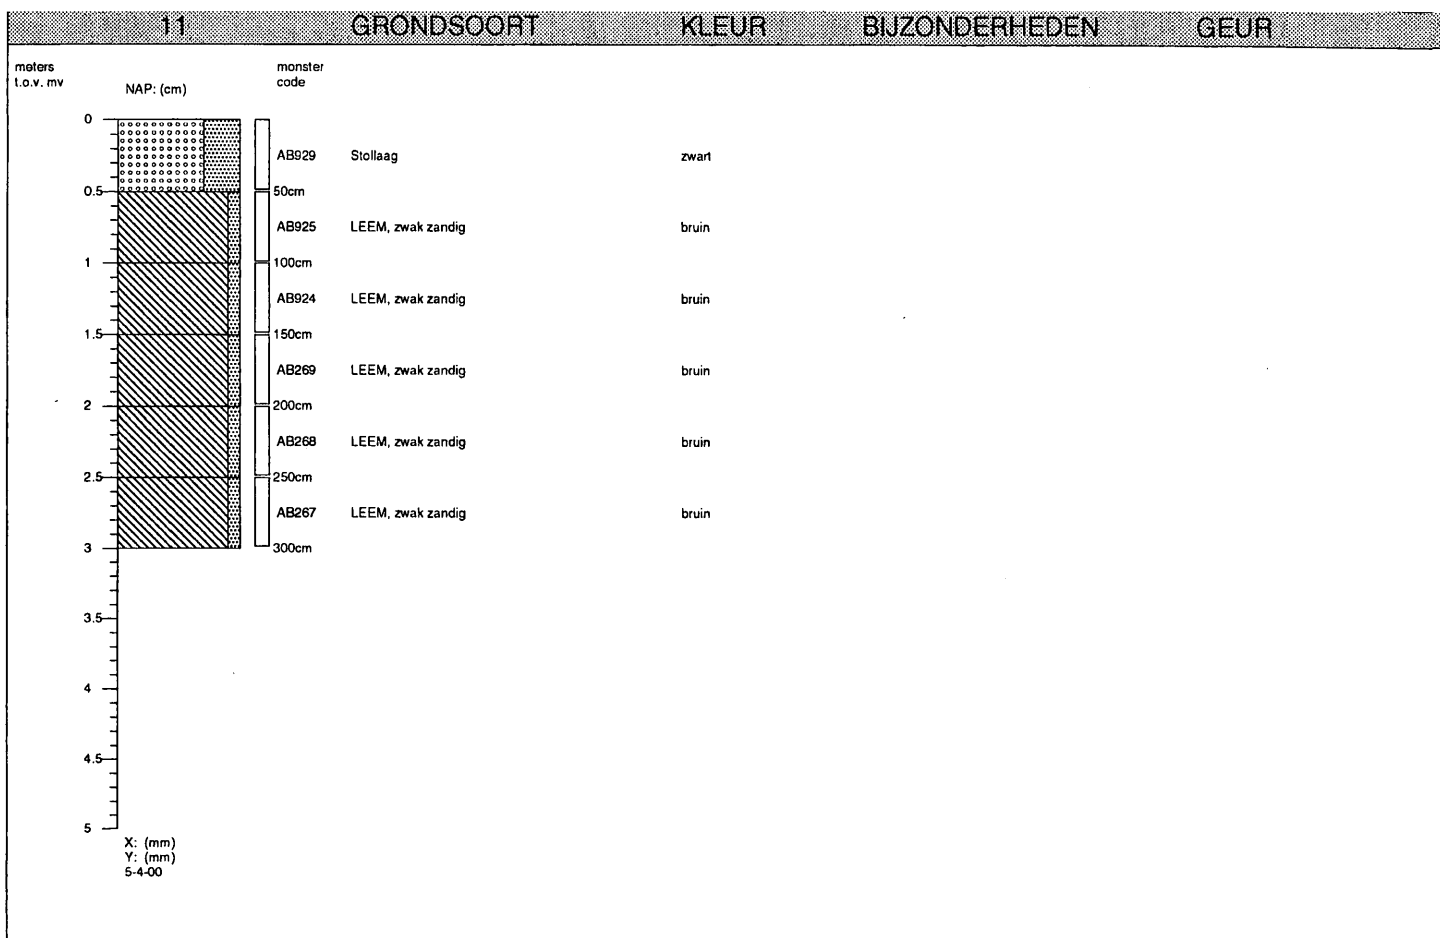 11 GRONDSOORT KLEUR BIJZONDERHEDEN GEUR
meters monster
t.o.v. mv NAP: (cm) code
0
AB929 Stollaag zwart
0.5 50cm
AB925 LEEM, zwak zandig bruin
1 100cm
AB924 LEEM, zwak zandig bruin
1.5 150cm
AB269 LEEM, zwak zandig bruin
2 200cm
AB268 LEEM, zwak zandig bruin
2.5 250cm
AB267 LEEM, zwak zandig bruin
3 300cm
3.5
4
4.5
5
X: (mm)
Y: (mm)
5-4-00